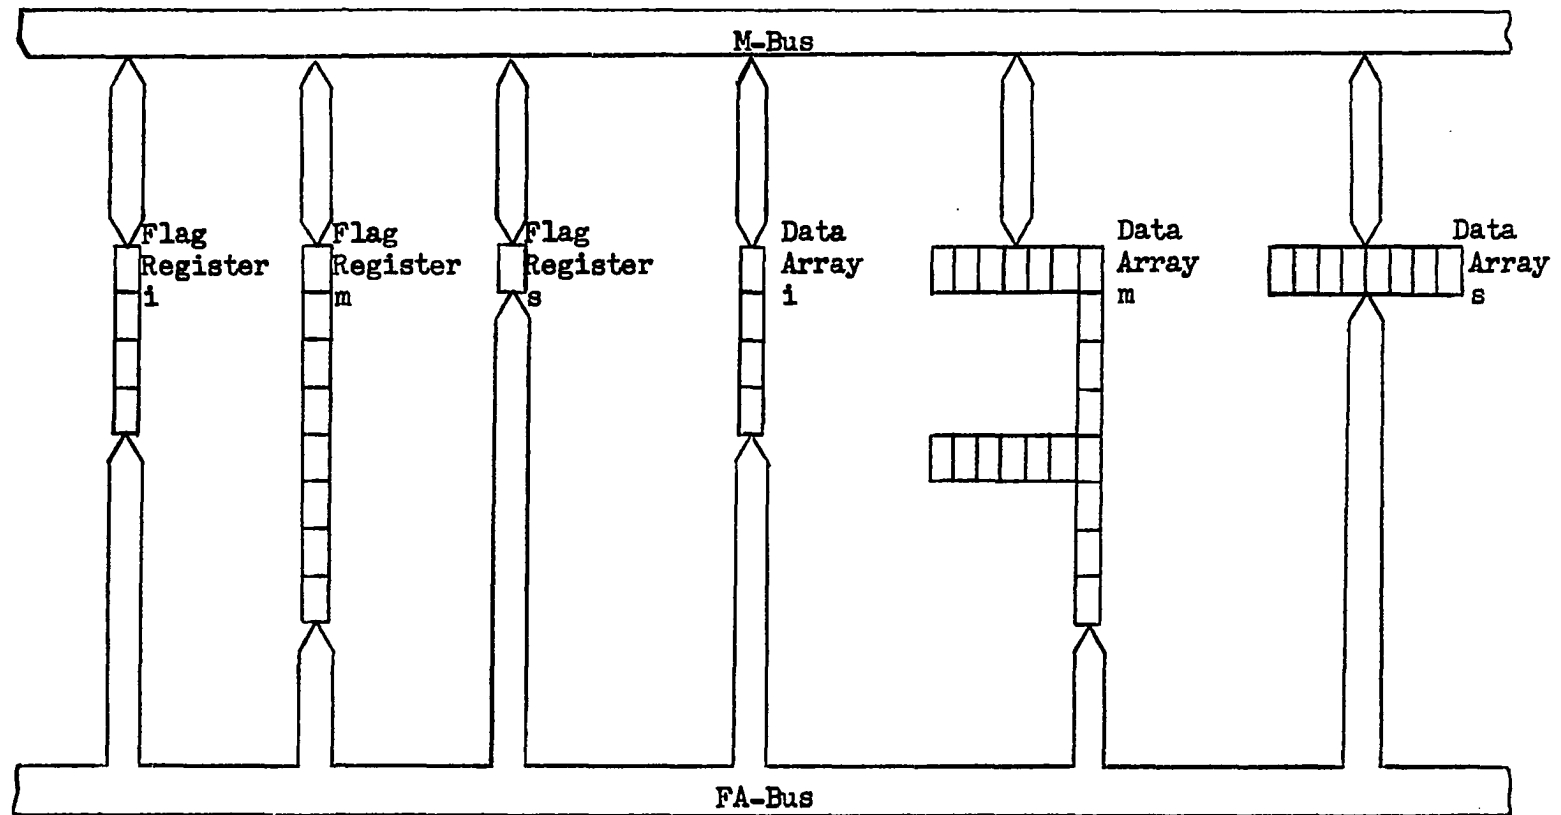 M-Bus
Flag
Register
i
Flag
Register
m
Flag
Register
s
Data
Array
i
Data
Array
m
Data
Array
s
FA-Bus